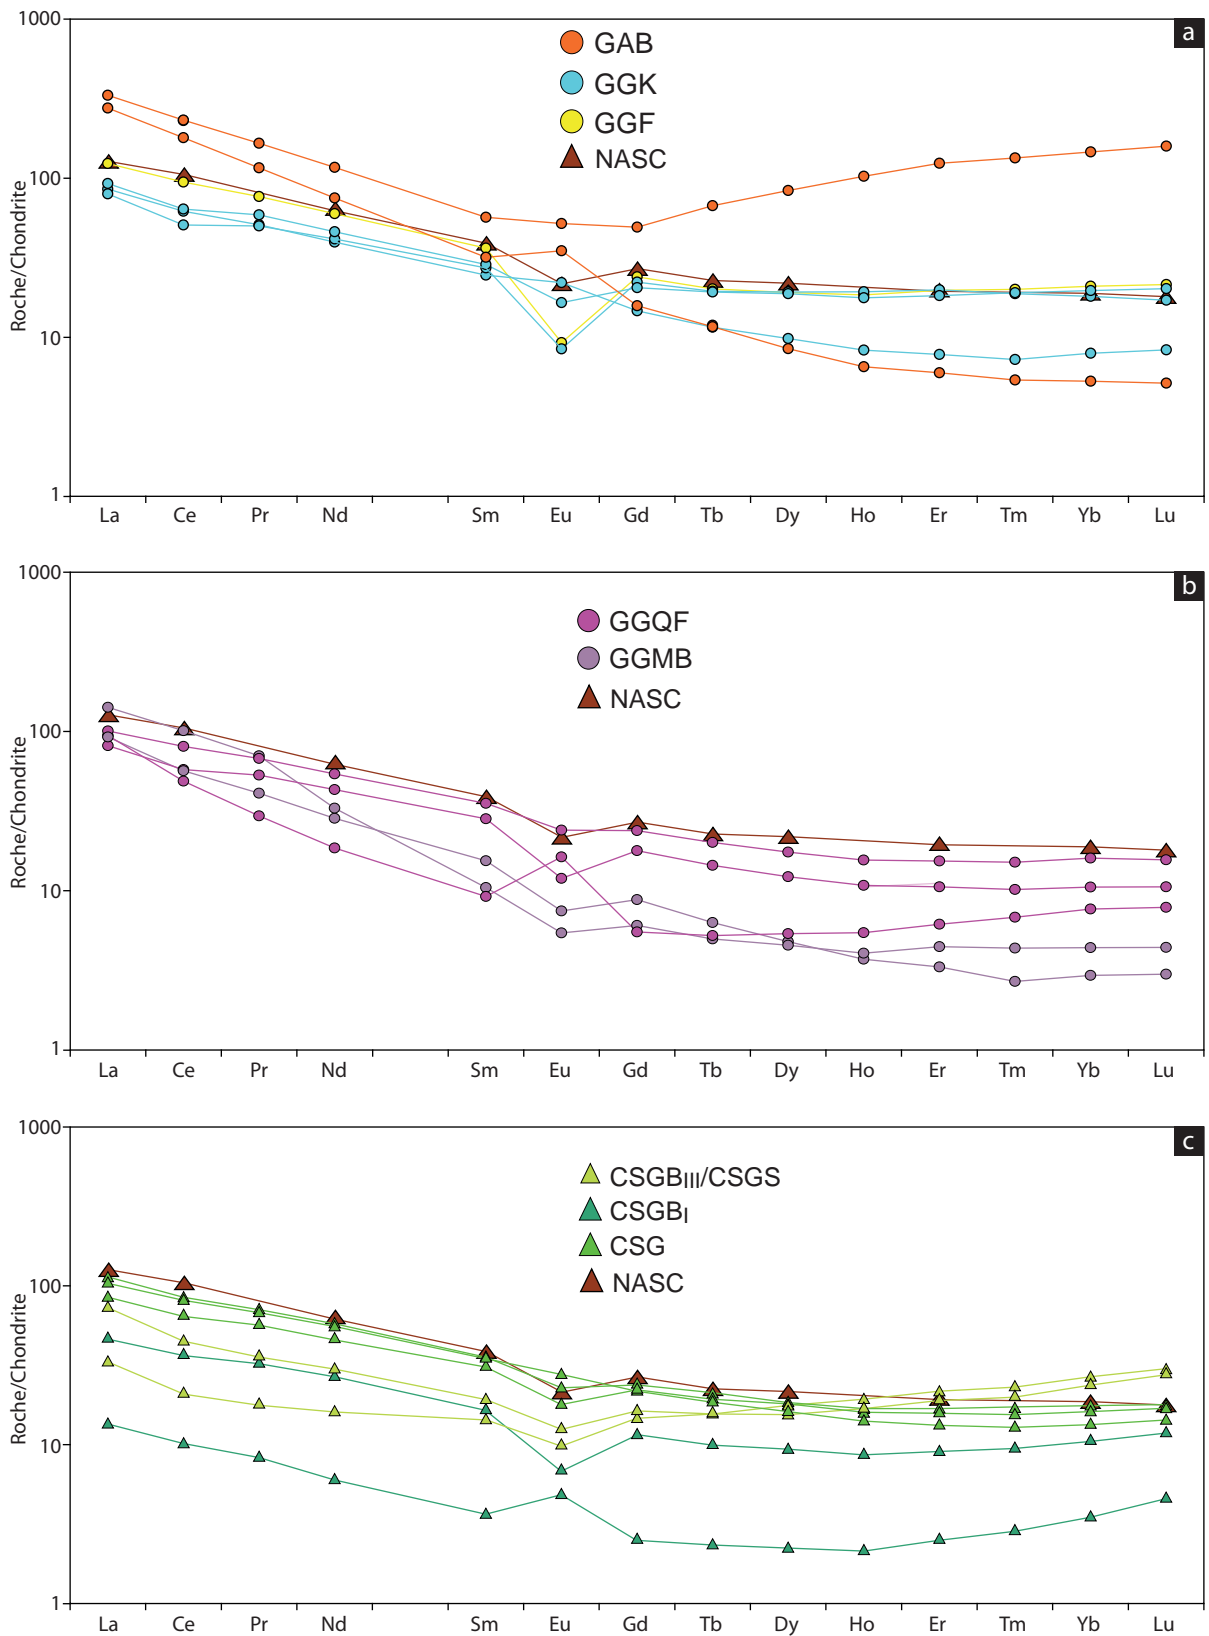 1000
a
GAB
GGK
GGF
NASC
100
Roche/Chondrite
10
1
La Ce Pr Nd Sm Eu Gd Tb Dy Ho Er Tm Yb Lu
1000
b
GGQF
GGMB
NASC
100
Roche/Chondrite
10
1
La Ce Pr Nd Sm Eu Gd Tb Dy Ho Er Tm Yb Lu
1000
c
CSGBIII/CSGS
CSGBI
CSG
NASC
100
Roche/Chondrite
10
1
La Ce Pr Nd Sm Eu Gd Tb Dy Ho Er Tm Yb Lu